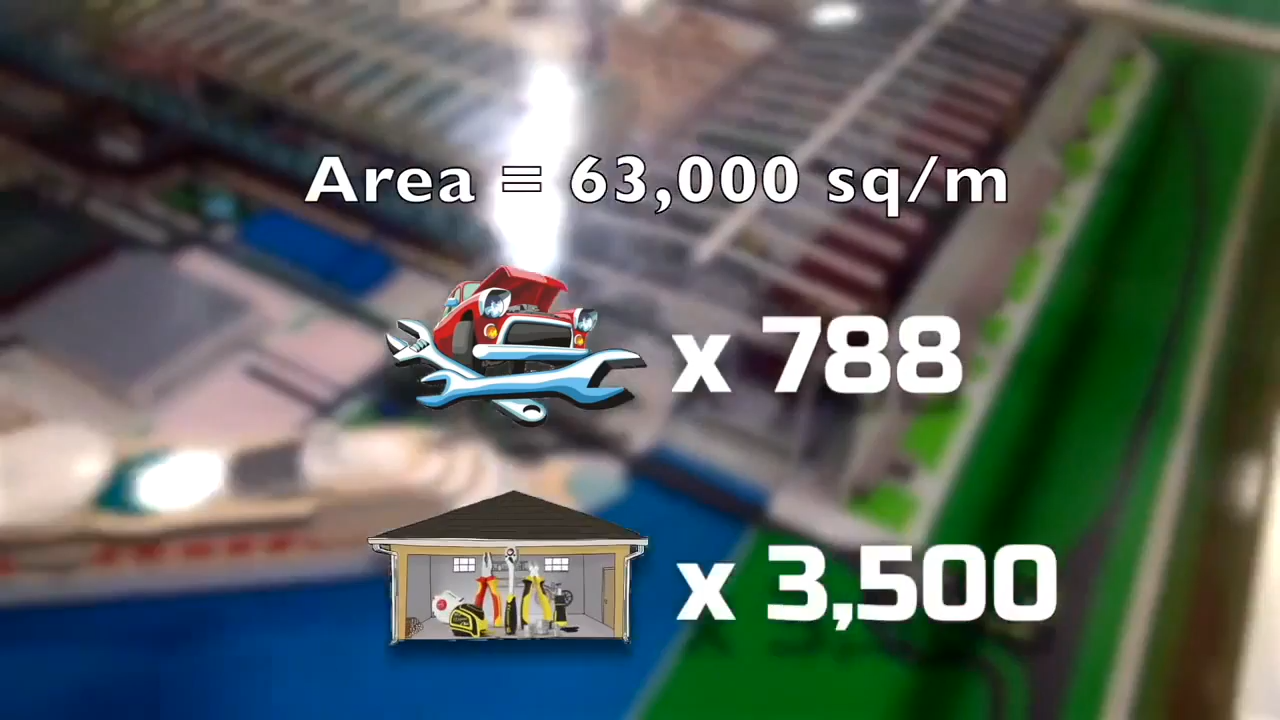 Area = 63,000 sq/m
x 788
x 3,500